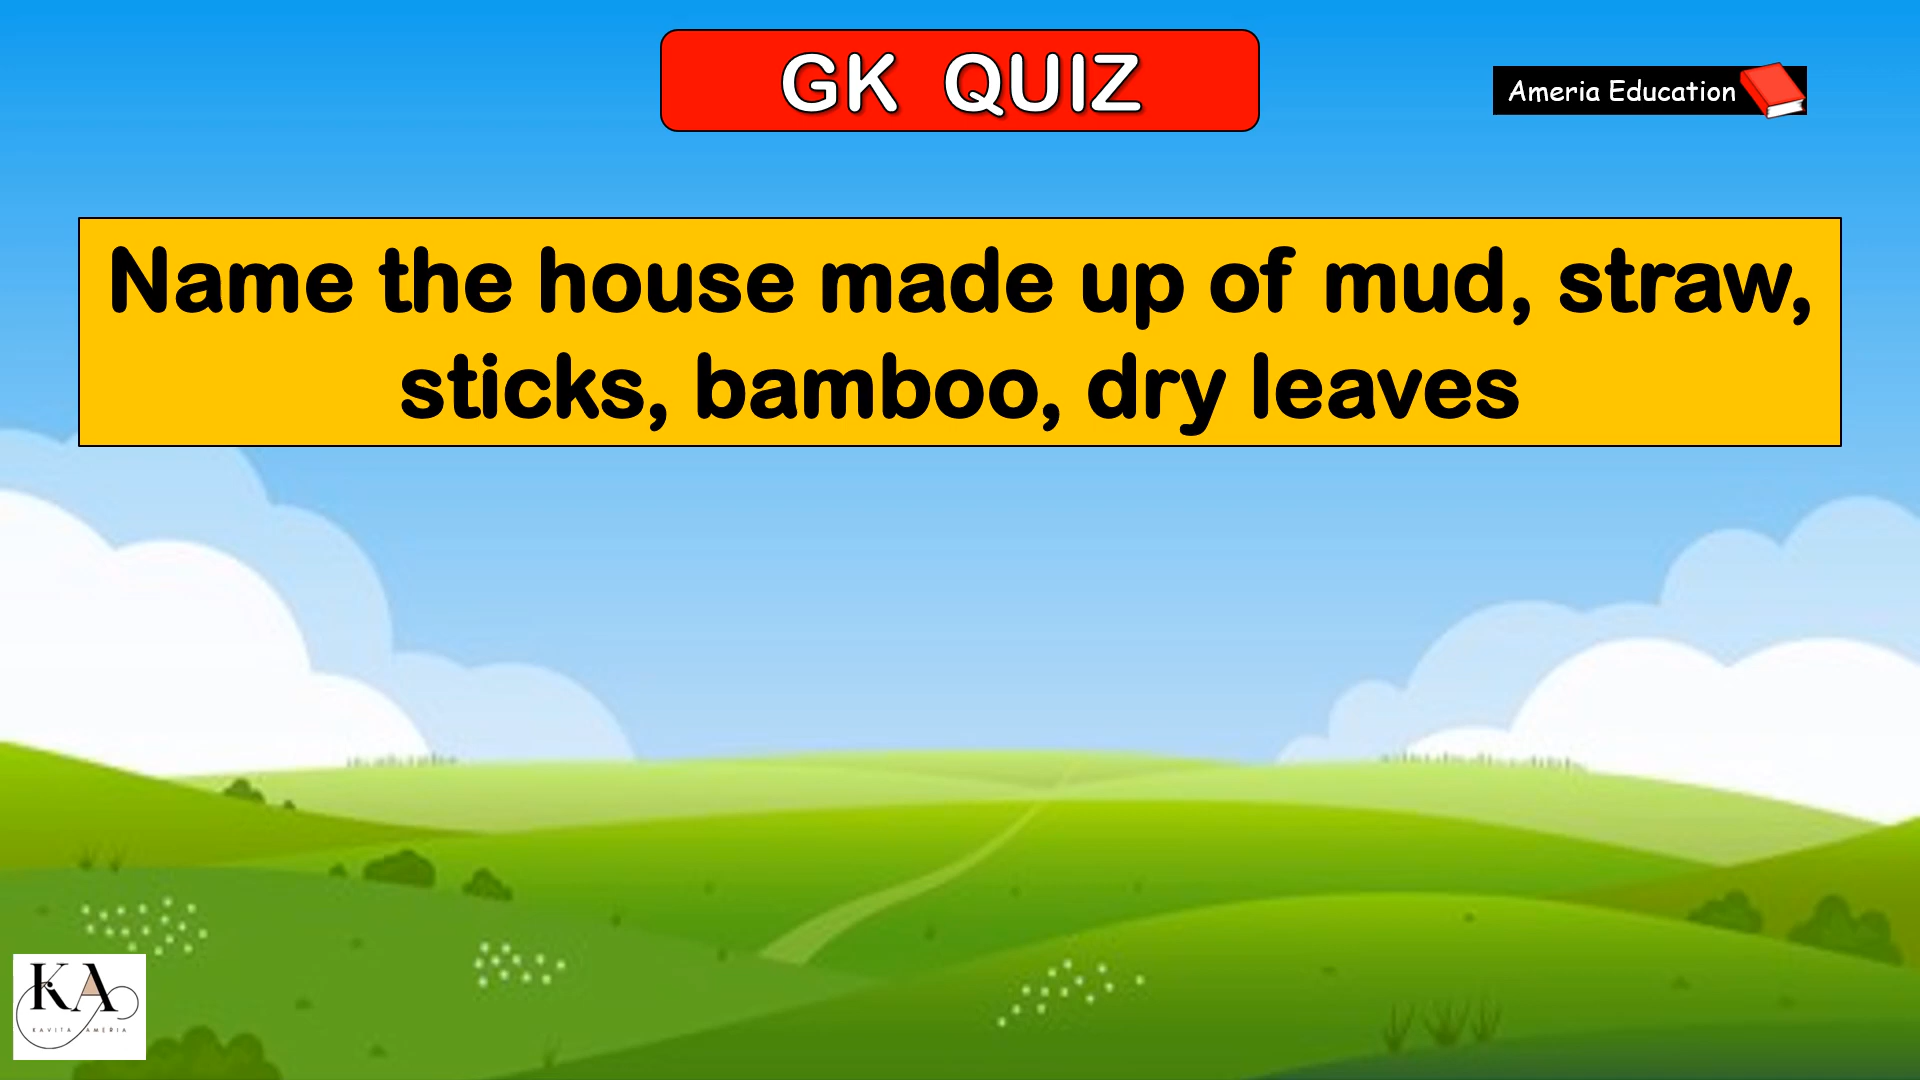 GK QUIZ
Ameria Education
Name the house made up of mud, straw,
sticks, bamboo, dry leaves
KA
KAVITA AMERIA